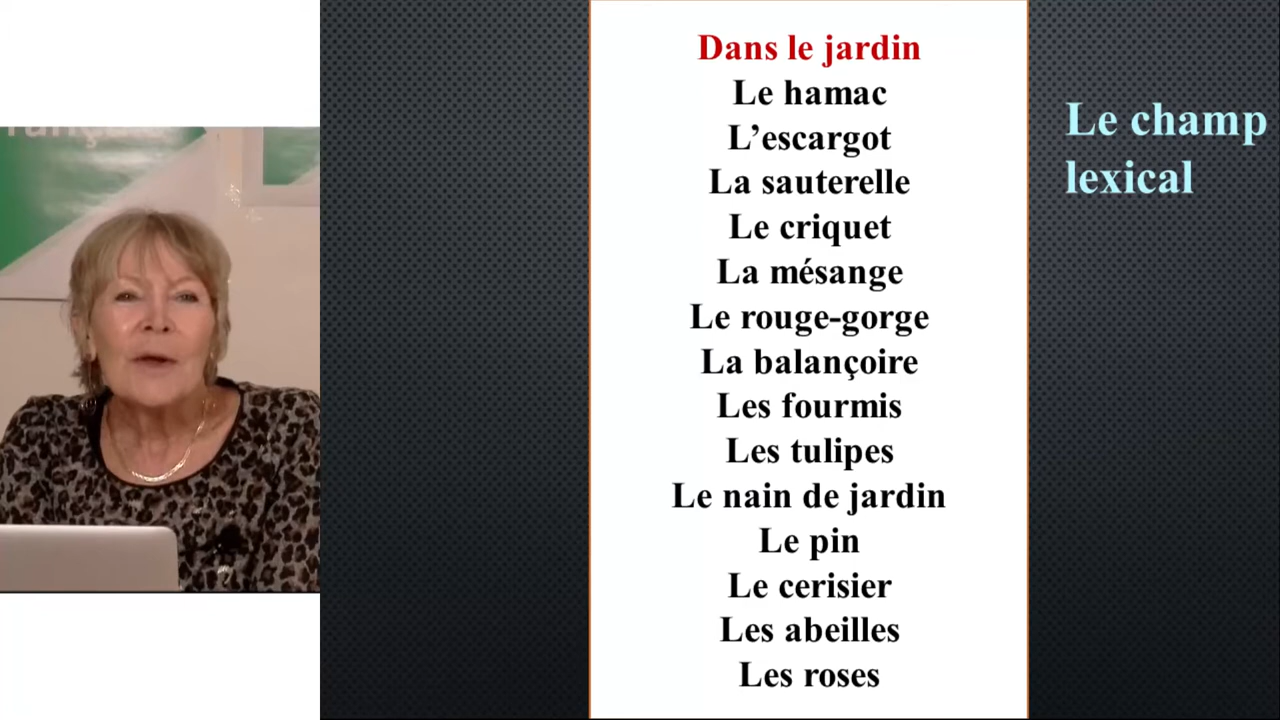 Dans le jardin
Le hamac
L’escargot
La sauterelle
Le criquet
La mésange
Le rouge-gorge
La balançoire
Les fourmis
Les tulipes
Le nain de jardin
Le pin
Le cerisier
Les abeilles
Les roses
Le champ
lexical